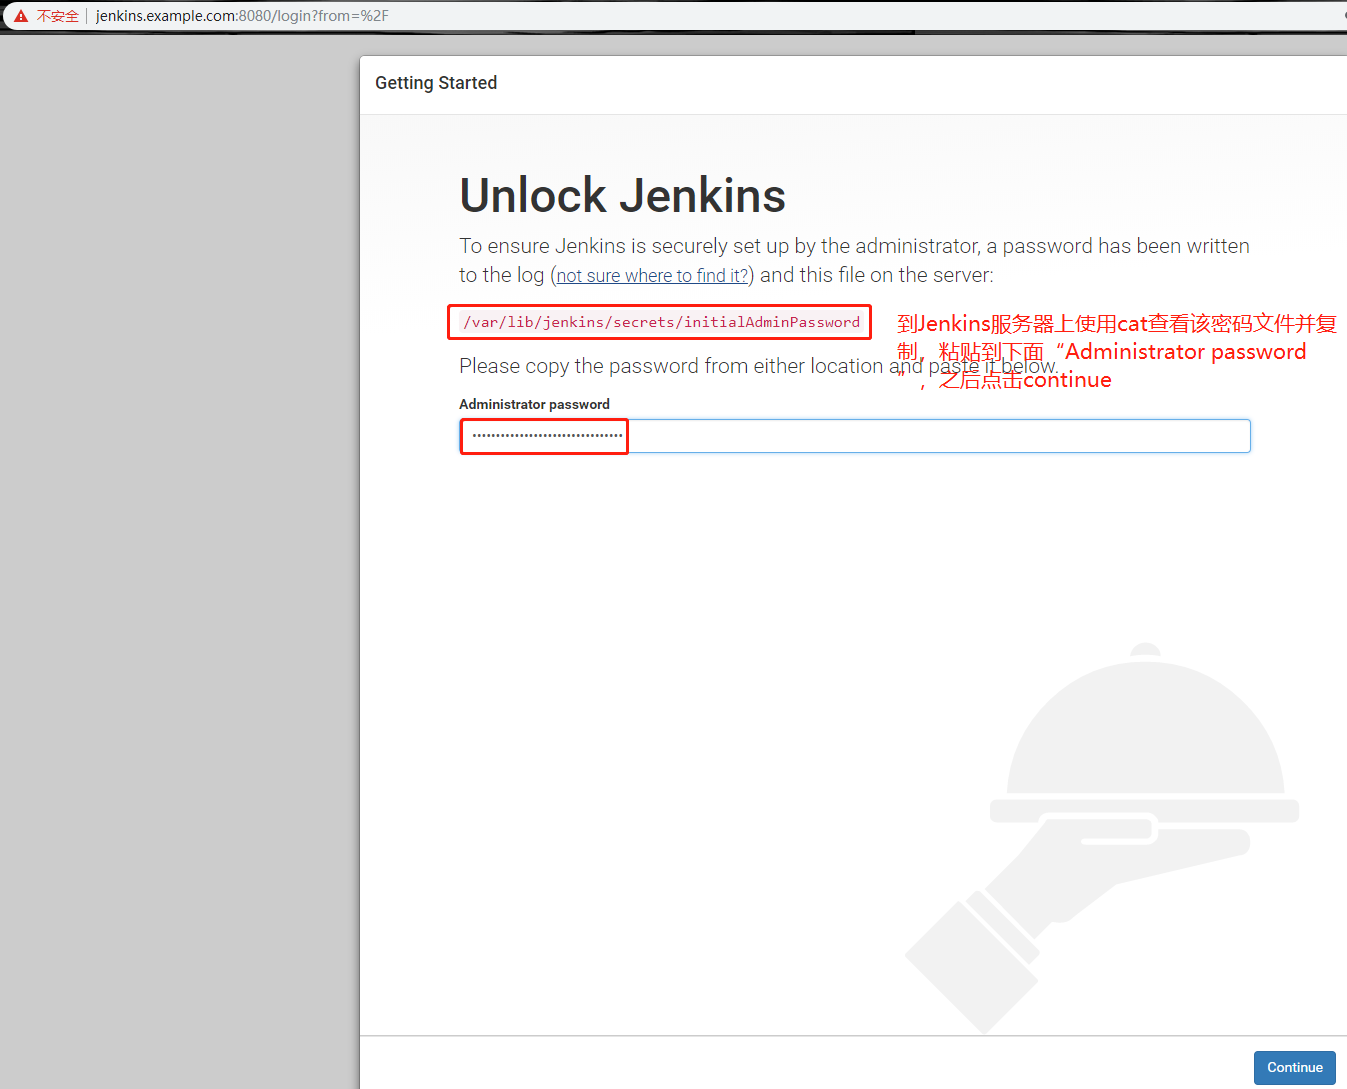 不安全 jenkins.example.com:8080/login?from=%2F
Getting Started
Unlock Jenkins
To ensure Jenkins is securely set up by the administrator, a password has been written
to the log (not sure where to find it?) and this file on the server:
/var/lib/jenkins/secrets/initialAdminPassword
到Jenkins服务器上使用cat查看该密码文件并复
制，粘贴到下面“Administrator password
”，之后点击continue
Please copy the password from either location and paste it below.
Administrator password
Continue